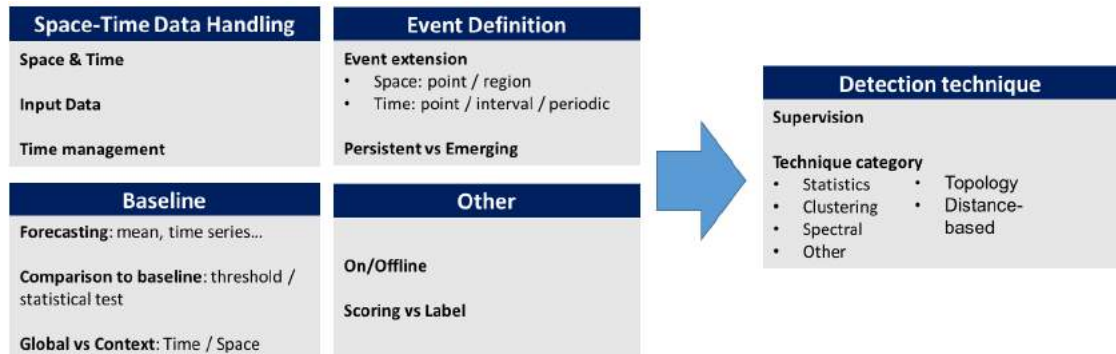 Space-Time Data Handling
Space & Time
Input Data
Time management
Event Definition
Event extension
• Space: point / region
• Time: point / interval / periodic
Persistent vs Emerging
Baseline
Forecasting: mean, time series...
Comparison to baseline: threshold /
statistical test
Global vs Context: Time / Space
Other
On/Offline
Scoring vs Label
Detection technique
Supervision
Technique category
• Statistics
• Clustering
• Spectral
• Other
• Topology
• Distance-
based